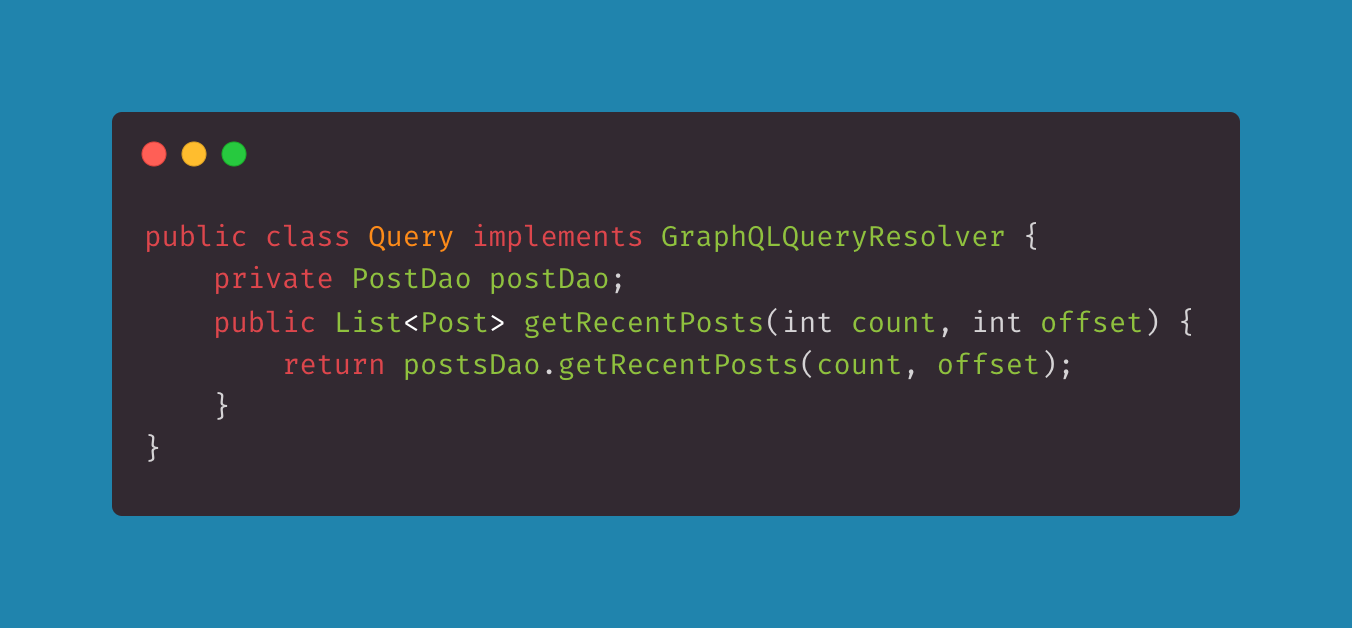 public class Query implements GraphQLQueryResolver {
    private PostDao postDao;
    public List<Post> getRecentPosts(int count, int offset) {
        return postsDao.getRecentPosts(count, offset);
    }
}